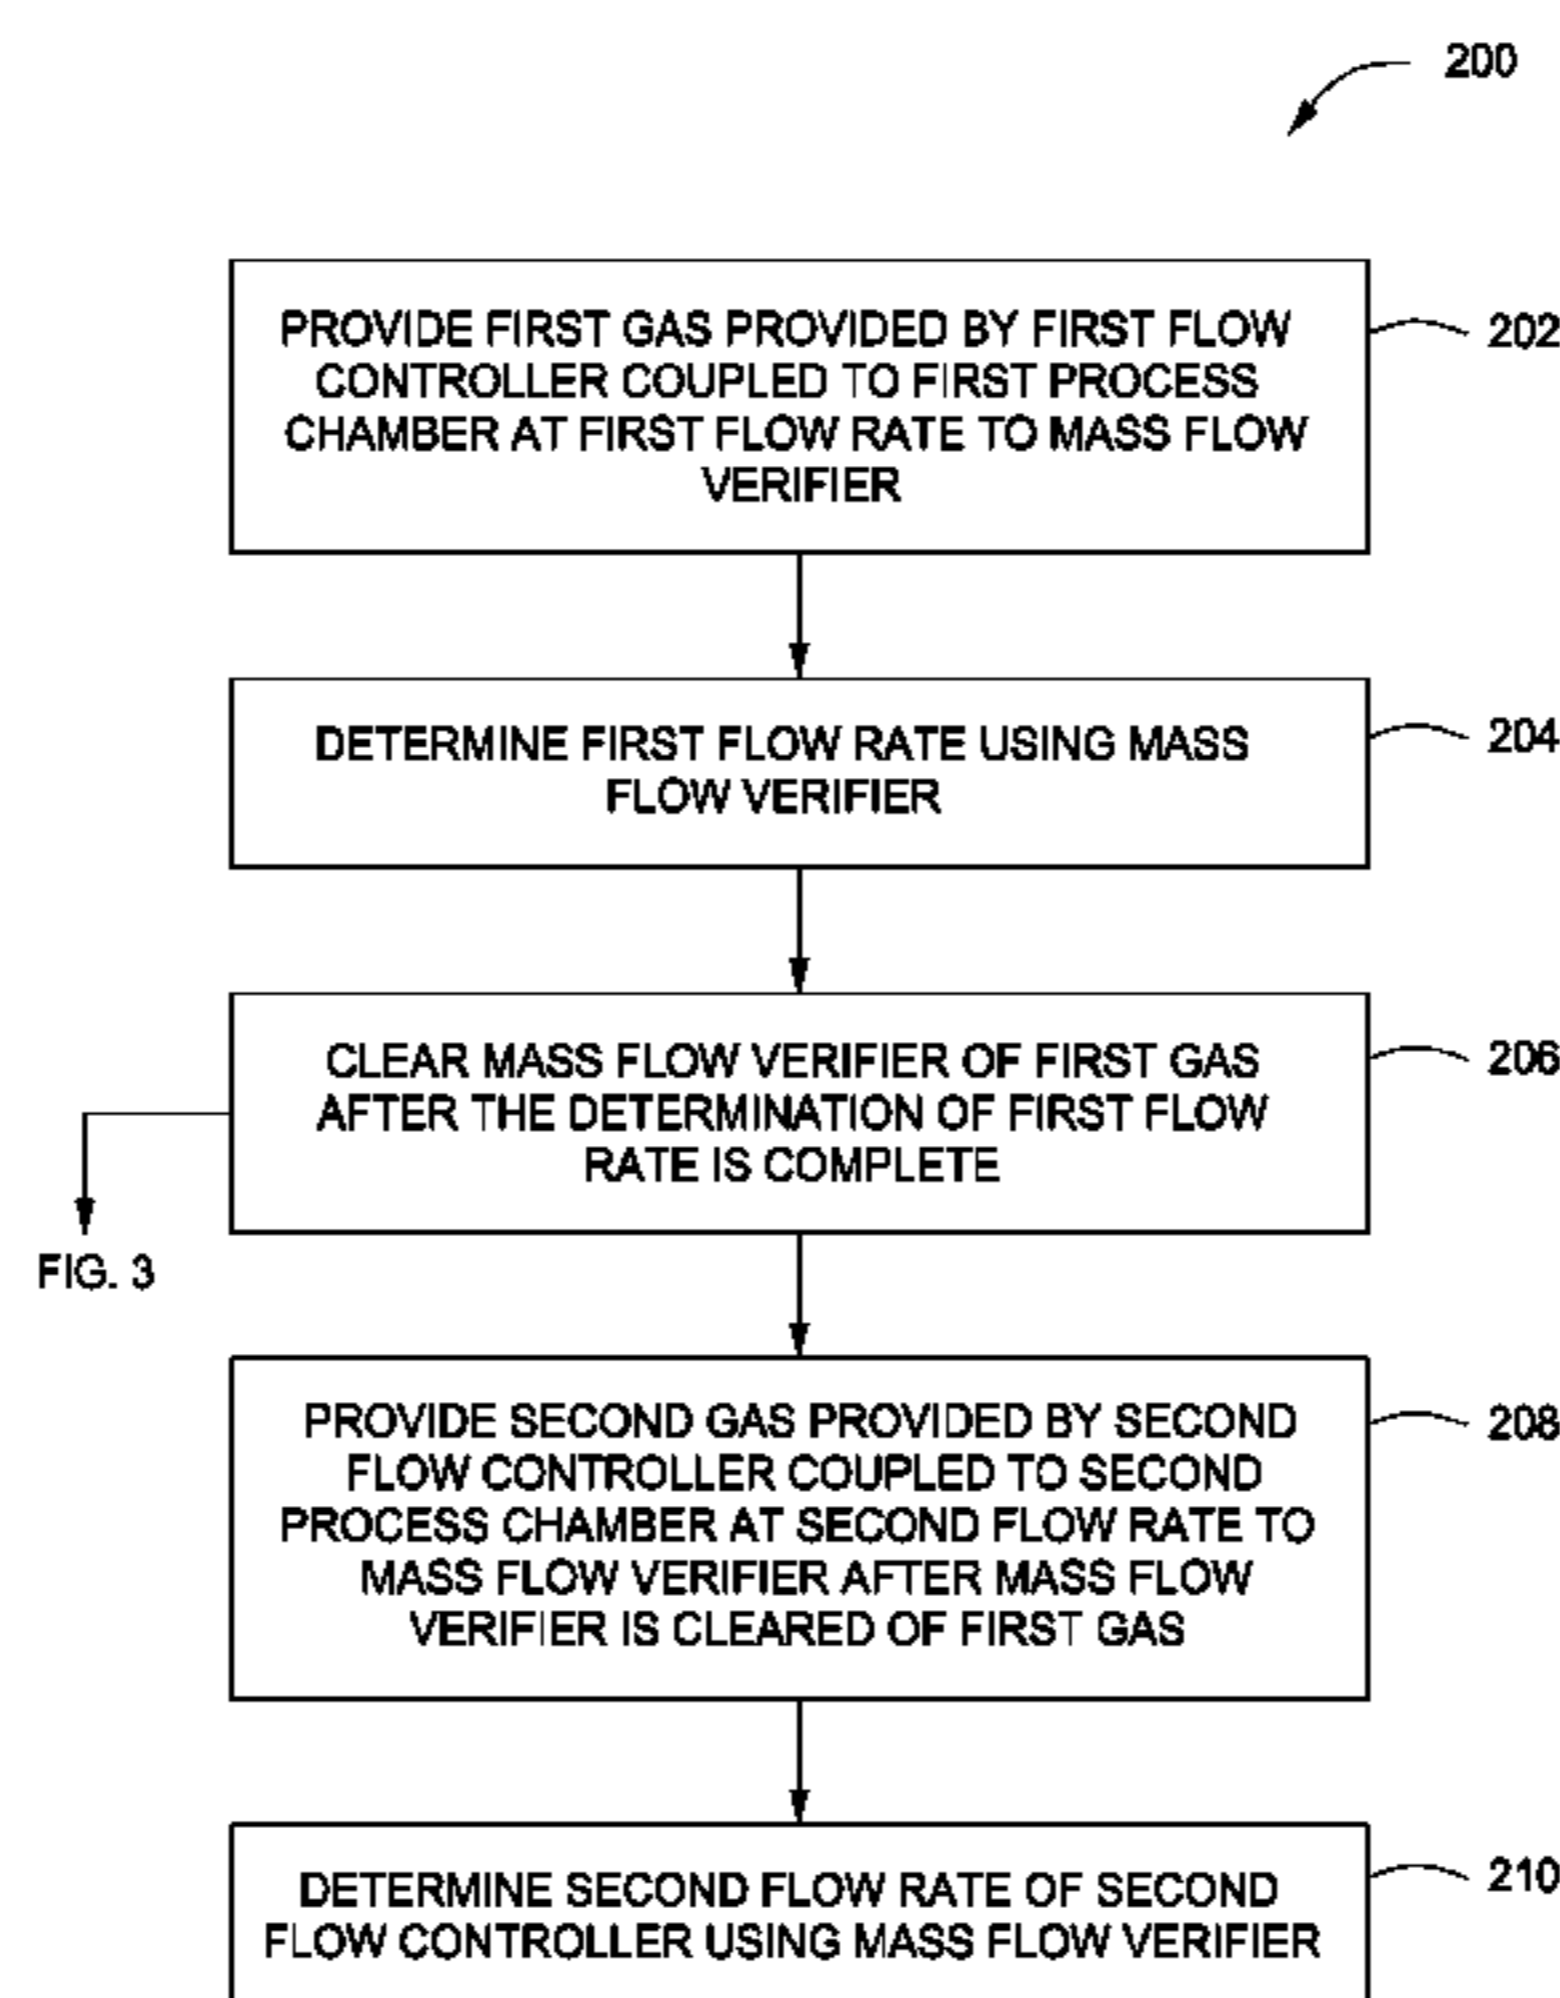 200
PROVIDE FIRST GAS PROVIDED BY FIRST FLOW
CONTROLLER COUPLED TO FIRST PROCESS
CHAMBER AT FIRST FLOW RATE TO MASS FLOW
VERIFIER
202
DETERMINE FIRST FLOW RATE USING MASS
FLOW VERIFIER
204
CLEAR MASS FLOW VERIFIER OF FIRST GAS
AFTER THE DETERMINATION OF FIRST FLOW
RATE IS COMPLETE
206
FIG. 3
PROVIDE SECOND GAS PROVIDED BY SECOND
FLOW CONTROLLER COUPLED TO SECOND
PROCESS CHAMBER AT SECOND FLOW RATE TO
MASS FLOW VERIFIER AFTER MASS FLOW
VERIFIER IS CLEARED OF FIRST GAS
208
DETERMINE SECOND FLOW RATE OF SECOND
FLOW CONTROLLER USING MASS FLOW VERIFIER
210